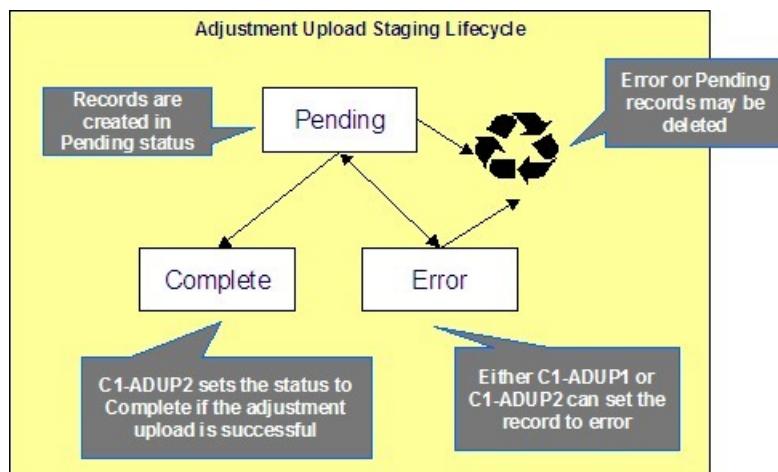 Adjustment Upload Staging Lifecycle
Records are
created in
Pending status
Pending
Error or Pending
records may be
deleted
Complete
Error
C1-ADUP2 sets the status to
Complete if the adjustment
upload is successful
Either C1-ADUP1 or
C1-ADUP2 can set the
record to error